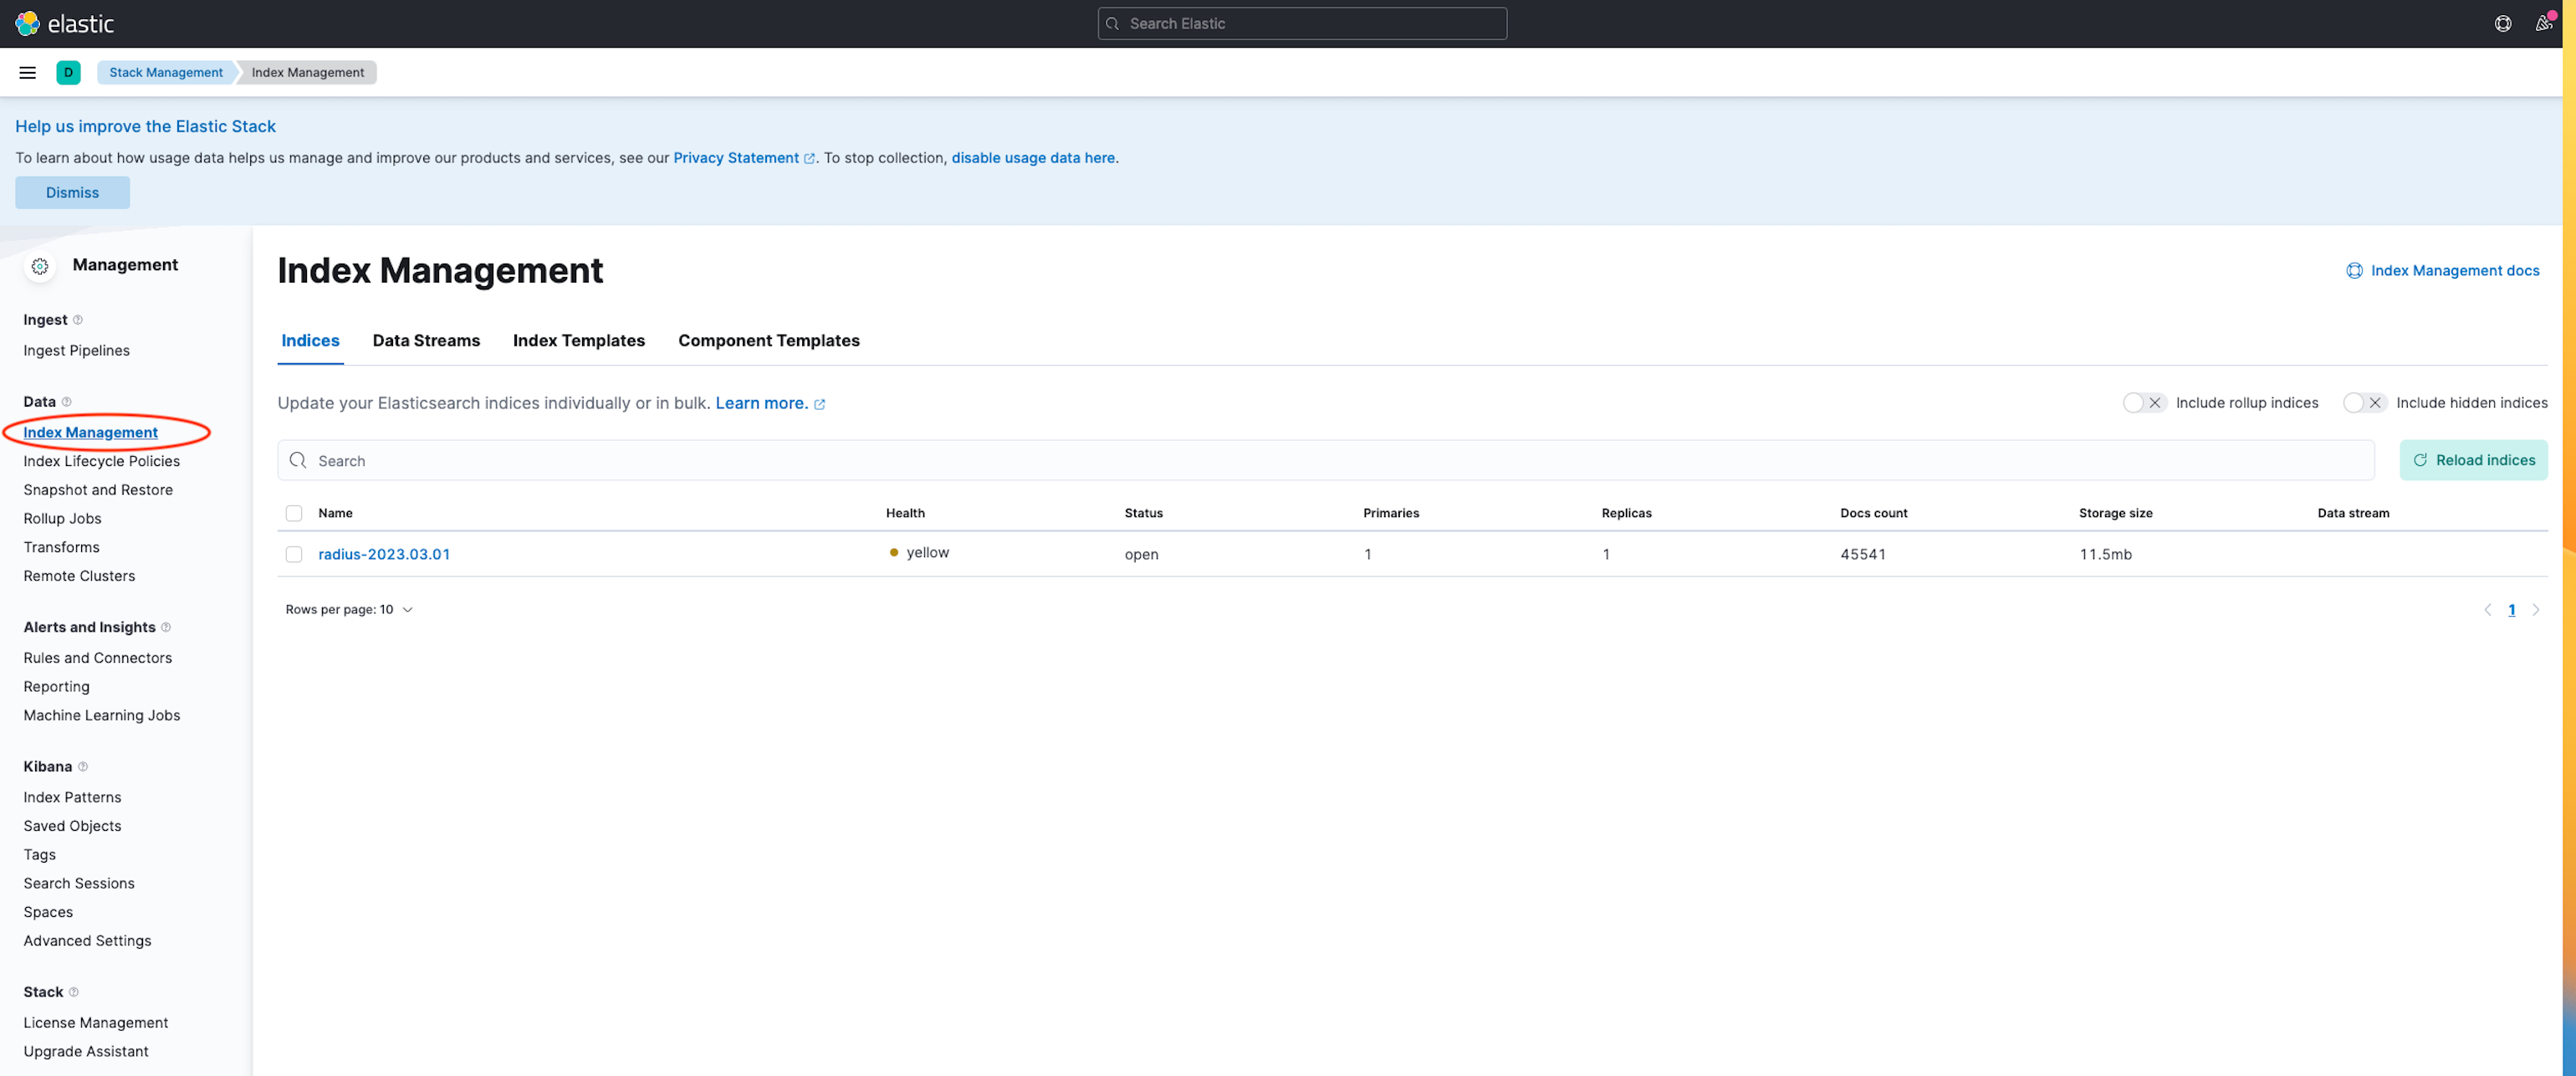 elastic
Search Elastic
D
Stack Management
Index Management
Help us improve the Elastic Stack
To learn about how usage data helps us manage and improve our products and services, see our Privacy Statement. To stop collection, disable usage data here.
Dismiss
Management
Ingest
Ingest Pipelines
Data
Index Management
Index Lifecycle Policies
Snapshot and Restore
Rollup Jobs
Transforms
Remote Clusters
Alerts and Insights
Rules and Connectors
Reporting
Machine Learning Jobs
Kibana
Index Patterns
Saved Objects
Tags
Search Sessions
Spaces
Advanced Settings
Stack
License Management
Upgrade Assistant
Index Management
Index Management docs
Indices Data Streams Index Templates Component Templates
Update your Elasticsearch indices individually or in bulk. Learn more.
Include rollup indices Include hidden indices
Search
Reload indices
Name Health Status Primaries Replicas Docs count Storage size Data stream
radius-2023.03.01 yellow open 1 1 45541 11.5mb
Rows per page: 10
1